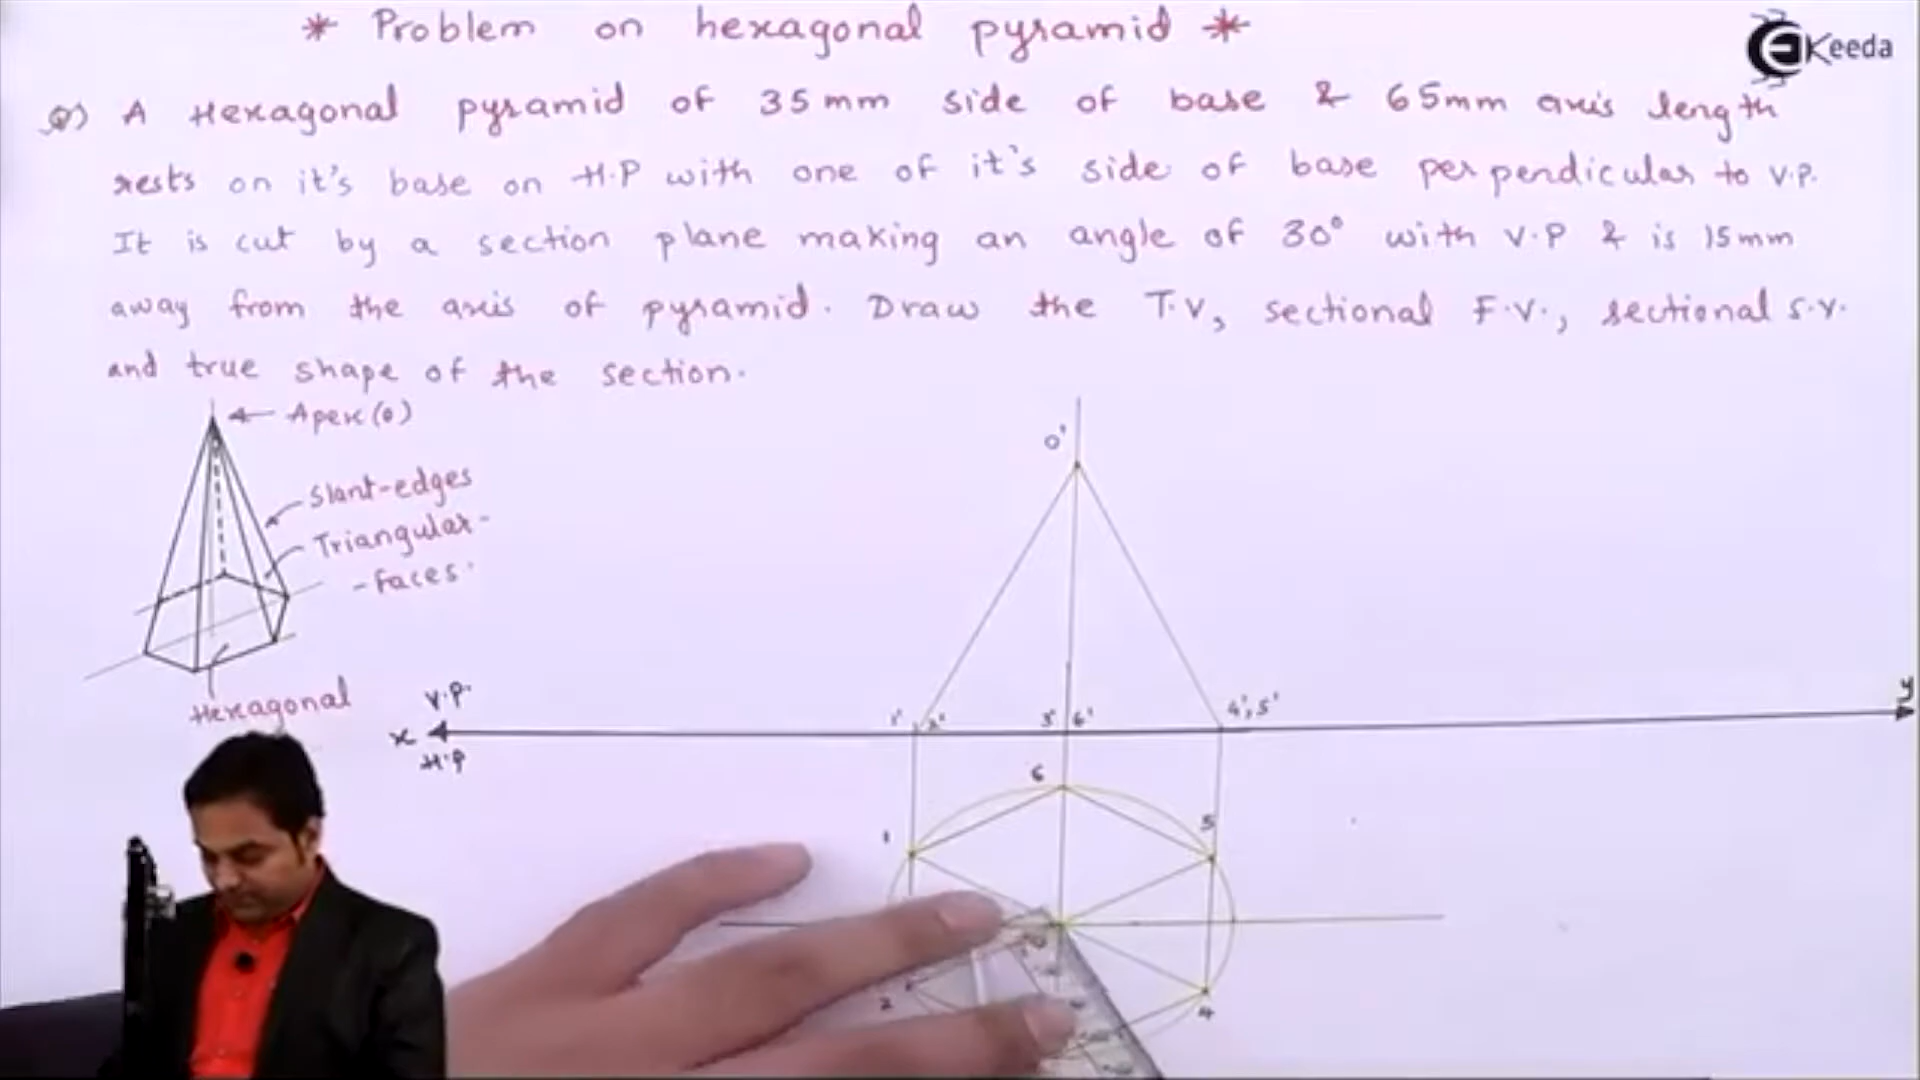 * Problem on hexagonal pyramid *
Keeda
Q) A Hexagonal pyramid of 35mm side of base & 65mm axis length
rests on it's base on H.P with one of it's side of base perpendicular to V.P.
It is cut by a section plane making an angle of 30° with V.P & is 15mm
away from the axis of pyramid. Draw the T.V, sectional F.V., sectional S.V.
and true shape of the section.
Apex (o)
o'
Slant-edges
Triangular-
-faces.
Hexagonal
V.P.
1' 2' 3' 6' 4', 5'
x y
H.P
6
1 5
2 4